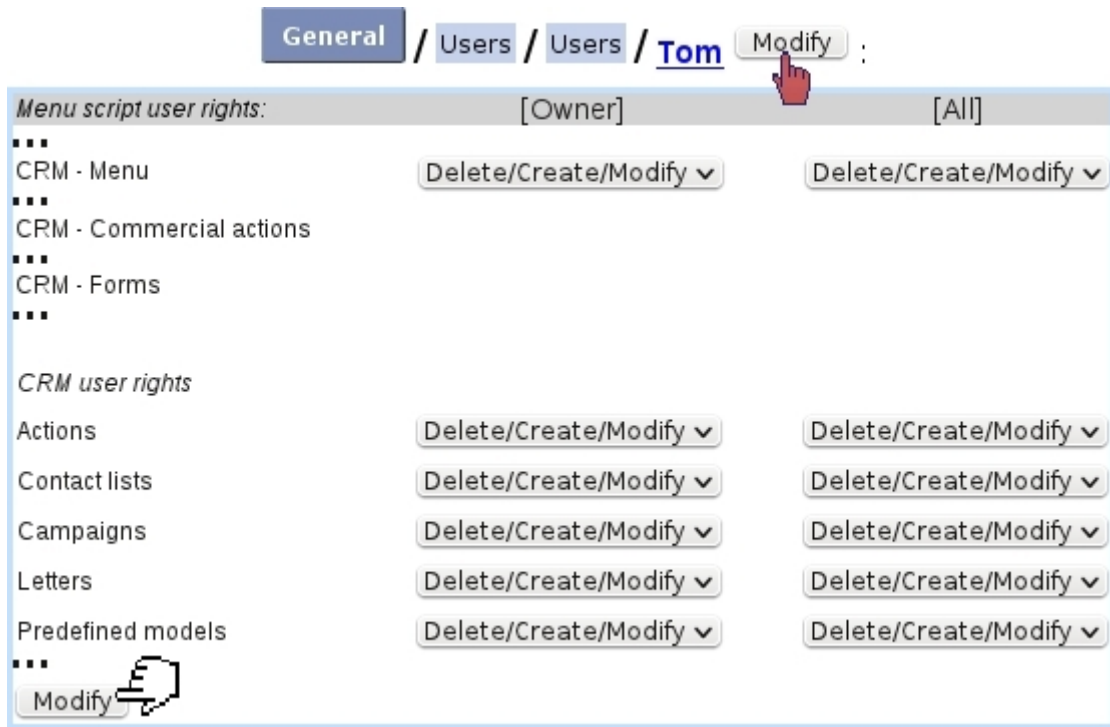 General / Users / Users / Tom Modify :
Menu script user rights: [Owner] [All]
...
CRM - Menu Delete/Create/Modify Delete/Create/Modify
...
CRM - Commercial actions
...
CRM - Forms
...
CRM user rights
Actions Delete/Create/Modify Delete/Create/Modify
Contact lists Delete/Create/Modify Delete/Create/Modify
Campaigns Delete/Create/Modify Delete/Create/Modify
Letters Delete/Create/Modify Delete/Create/Modify
Predefined models Delete/Create/Modify Delete/Create/Modify
...
Modify